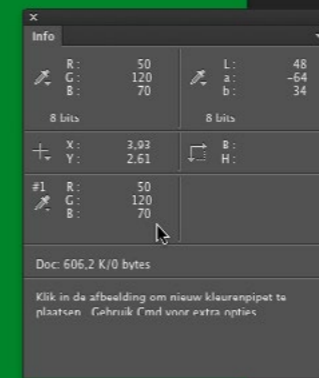 Info
R: 50 L: 48
G: 120 a: -64
B: 70 b: 34
8 bits 8 bits
X: 3,93 B:
Y: 2.61 H:
#1 R: 50
G: 120
B: 70
Doc: 606,2 K/0 bytes
Klik in de afbeelding om nieuw kleurenpipet te
plaatsen. Gebruik Cmd voor extra opties.